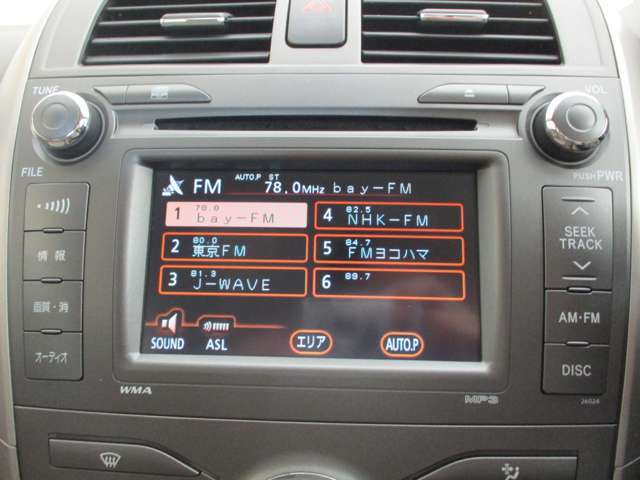 TUNE
VOL
FILE
PUSH PWR
情報
画質・消
オーディオ
SEEK
TRACK
AM・FM
DISC
FM AUTO.P ST 78.0MHz bay-FM
1 78.0 bay-FM
2 80.0 東京FM
3 81.3 J-WAVE
4 82.5 NHK-FM
5 84.7 FMヨコハマ
6 89.7
SOUND
ASL
エリア
AUTO.P
WMA
MP3